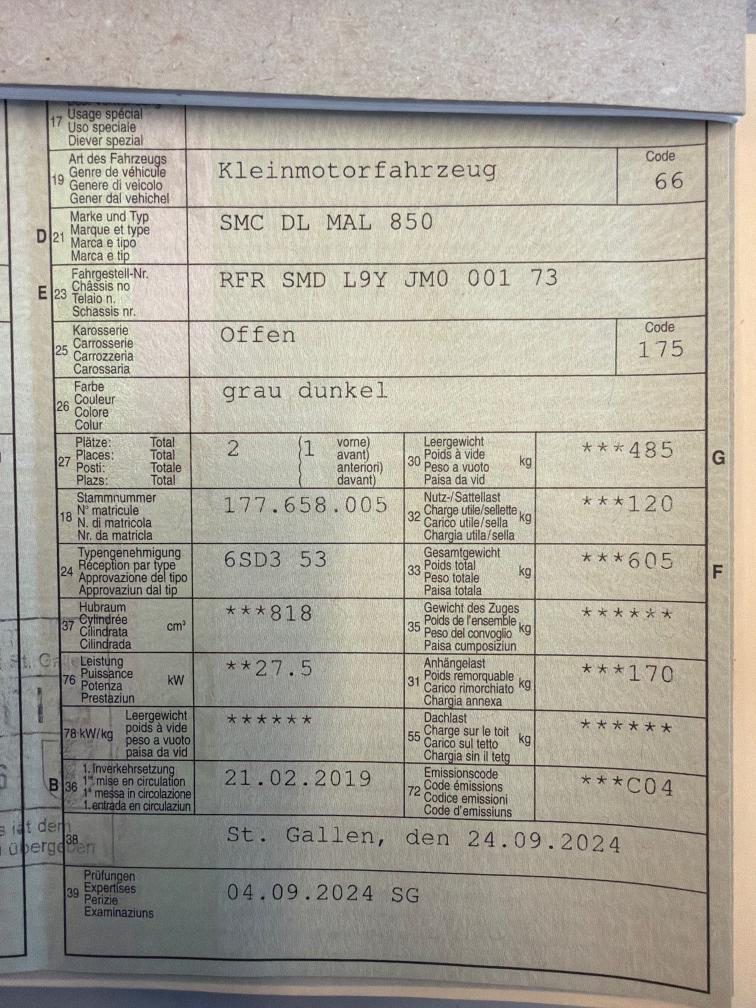 17 Usage spécial
Uso speciale
Diever spezial
19 Art des Fahrzeugs
Genre de véhicule
Genere di veicolo
Gener dal vehichel
Kleinmotorfahrzeug
Code
66
D 21 Marke und Typ
Marque et type
Marca e tipo
Marca e tip
SMC DL MAL 850
E 23 Fahrgestell-Nr.
Châssis no
Telaio n.
Schassis nr.
RFR SMD L9Y JM0 001 73
25 Karosserie
Carrosserie
Carrozzeria
Carossaria
Offen
Code
175
26 Farbe
Couleur
Colore
Colur
grau dunkel
27 Plätze: Total
Places: Total
Posti: Totale
Plazs: Total
2 (1 vorne)
avant)
anteriori)
davant)
30 Leergewicht
Poids à vide
Peso a vuoto kg
Paisa da vid
***485
G
18 Stammnummer
N° matricule
N. di matricola
Nr. da matricla
177.658.005
32 Nutz-/Sattellast
Charge utile/sellette kg
Carico utile/sella
Chargia utila/sella
***120
24 Typengenehmigung
Réception par type
Approvazione del tipo
Approvaziun dal tip
6SD3 53
33 Gesamtgewicht
Poids total kg
Peso totale
Paisa totala
***605
F
37 Hubraum
Cylindrée cm³
Cilindrata
Cilindrada
***818
35 Gewicht des Zuges
Poids de l'ensemble kg
Peso del convoglio
Paisa cumposiziun
******
76 Leistung
Puissance kW
Potenza
Prestaziun
**27.5
31 Anhängelast
Poids remorquable kg
Carico rimorchiato
Chargia annexa
***170
78 kW/kg Leergewicht
poids à vide
peso a vuoto
paisa da vid
******
55 Dachlast
Charge sur le toit kg
Carico sul tetto
Chargia sin il tetg
******
B 36 1. Inverkehrsetzung
1re mise en circulation
1a messa in circolazione
1. entrada en circulaziun
21.02.2019
72 Emissionscode
Code émissions
Codice emissioni
Code d'emissiuns
***C04
38
St. Gallen, den 24.09.2024
39 Prüfungen
Expertises
Perizie
Examinaziuns
04.09.2024 SG